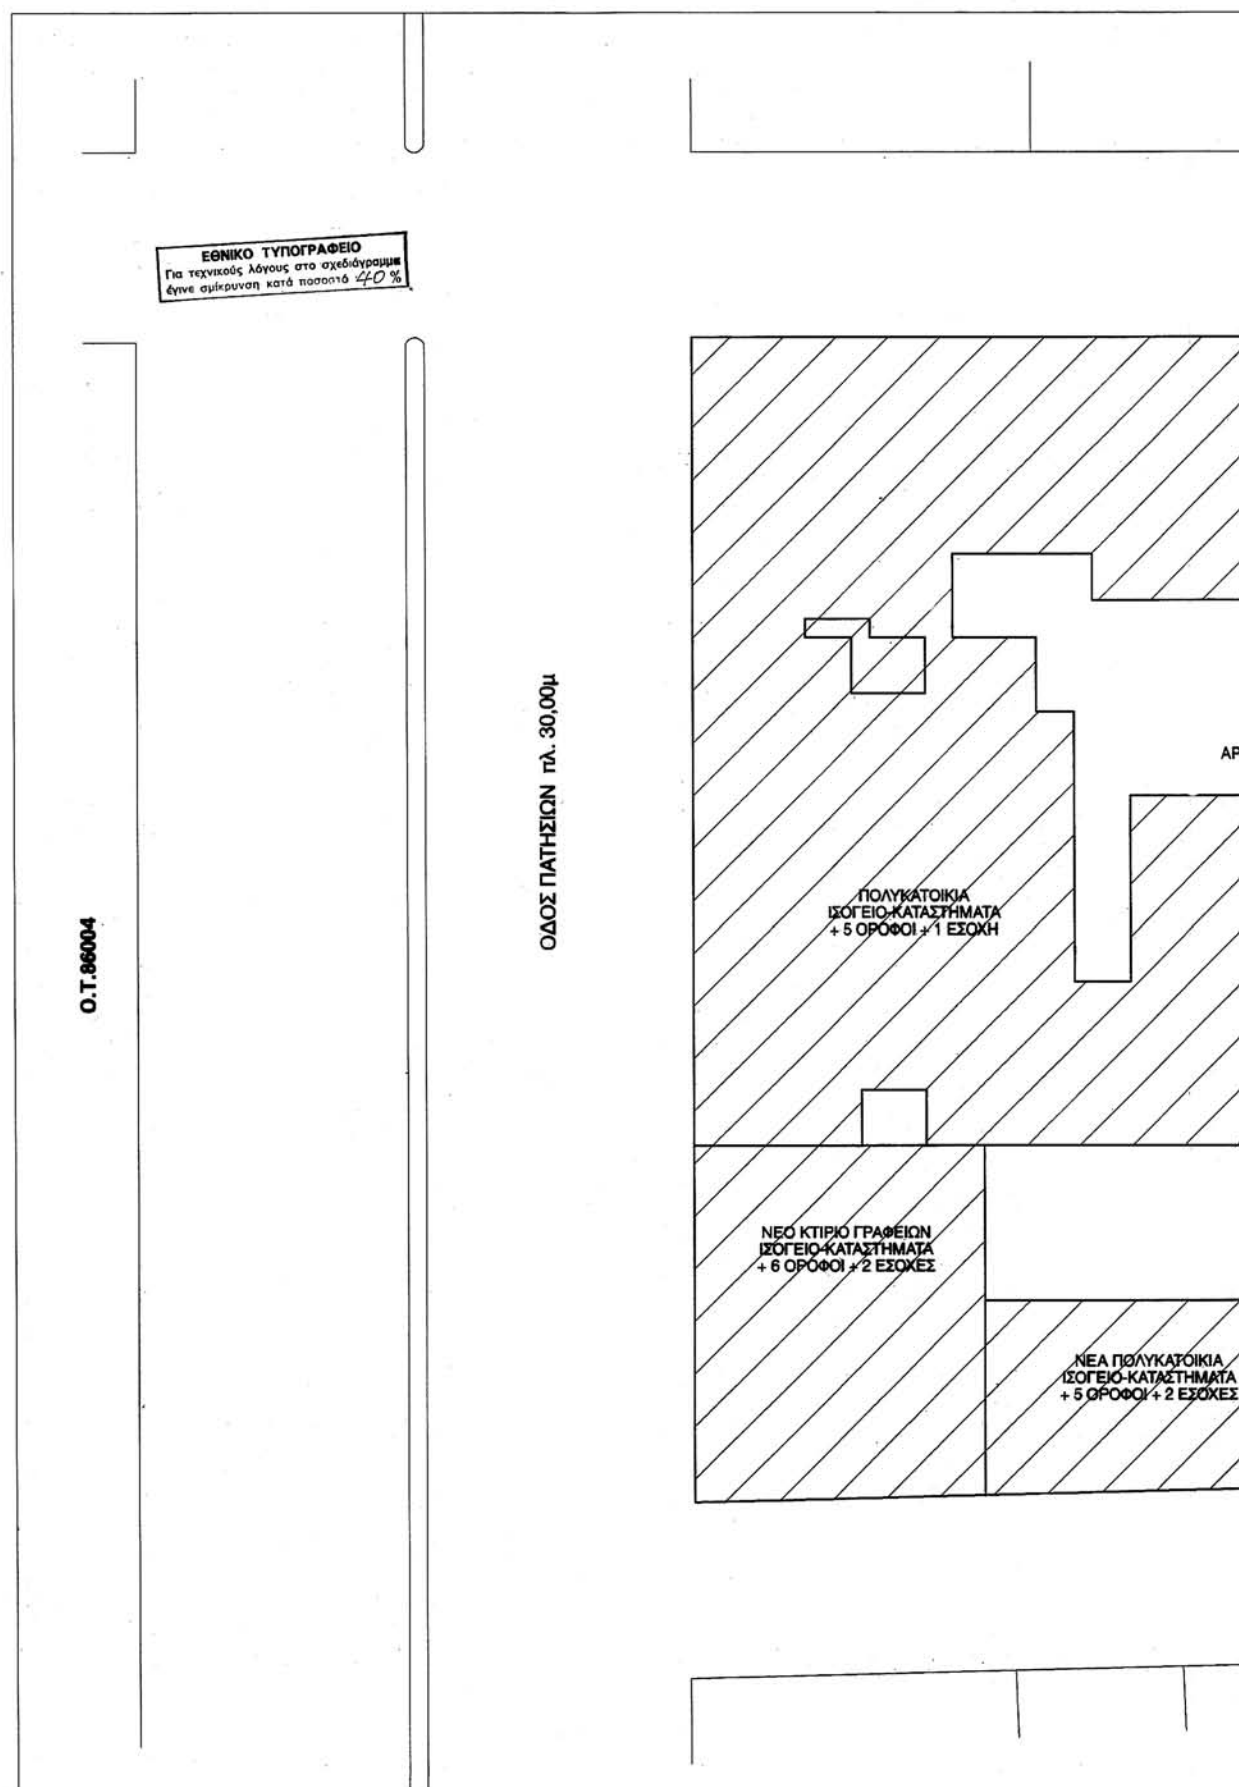 ΕΘΝΙΚΟ ΤΥΠΟΓΡΑΦΕΙΟ
Για τεχνικούς λόγους στο σχεδιάγραμμα
έγινε σμίκρυνση κατά ποσοστό 40 %
Ο.Τ.86004
ΟΔΟΣ ΠΑΤΗΣΙΩΝ πλ. 30,00μ
ΑΡ
ΠΟΛΥΚΑΤΟΙΚΙΑ
ΙΣΟΓΕΙΟ-ΚΑΤΑΣΤΗΜΑΤΑ
+ 5 ΟΡΟΦΟΙ + 1 ΕΣΟΧΗ
ΝΕΟ ΚΤΙΡΙΟ ΓΡΑΦΕΙΩΝ
ΙΣΟΓΕΙΟ-ΚΑΤΑΣΤΗΜΑΤΑ
+ 6 ΟΡΟΦΟΙ + 2 ΕΣΟΧΕΣ
ΝΕΑ ΠΟΛΥΚΑΤΟΙΚΙΑ
ΙΣΟΓΕΙΟ-ΚΑΤΑΣΤΗΜΑΤΑ
+ 5 ΟΡΟΦΟΙ + 2 ΕΣΟΧΕΣ